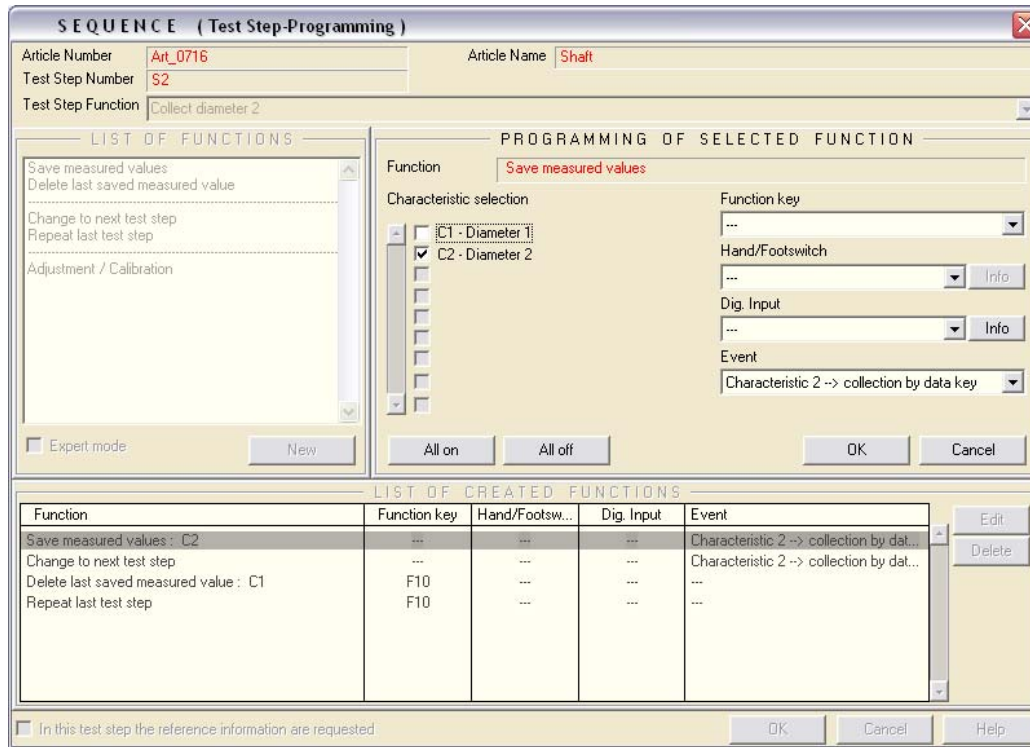 SEQUENCE ( Test Step-Programming )
Article Number Art_0716 Article Name Shaft
Test Step Number S2
Test Step Function Collect diameter 2
LIST OF FUNCTIONS
Save measured values
Delete last saved measured value
Change to next test step
Repeat last test step
Adjustment / Calibration
Expert mode New
PROGRAMMING OF SELECTED FUNCTION
Function Save measured values
Characteristic selection
C1 - Diameter 1
C2 - Diameter 2
All on All off
Function key
---
Hand/Footswitch
--- Info
Dig. Input
--- Info
Event
Characteristic 2 --> collection by data key
OK Cancel
LIST OF CREATED FUNCTIONS
Function Function key Hand/Footsw... Dig. Input Event
Save measured values : C2 --- --- --- Characteristic 2 --> collection by dat...
Change to next test step --- --- --- Characteristic 2 --> collection by dat...
Delete last saved measured value : C1 F10 --- --- ---
Repeat last test step F10 --- --- ---
Edit
Delete
In this test step the reference information are requested OK Cancel Help